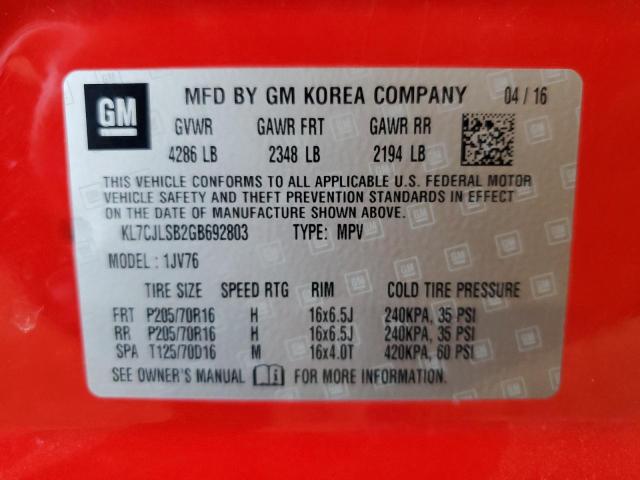 GM MFD BY GM KOREA COMPANY 04 / 16
GVWR GAWR FRT GAWR RR
4286 LB 2348 LB 2194 LB
THIS VEHICLE CONFORMS TO ALL APPLICABLE U.S. FEDERAL MOTOR
VEHICLE SAFETY AND THEFT PREVENTION STANDARDS IN EFFECT
ON THE DATE OF MANUFACTURE SHOWN ABOVE.
KL7CJLSB2GB692803 TYPE: MPV
MODEL : 1JV76
TIRE SIZE SPEED RTG RIM COLD TIRE PRESSURE
FRT P205/70R16 H 16x6.5J 240KPA, 35 PSI
RR P205/70R16 H 16x6.5J 240KPA, 35 PSI
SPA T125/70D16 M 16x4.0T 420KPA, 60 PSI
SEE OWNER'S MANUAL FOR MORE INFORMATION.